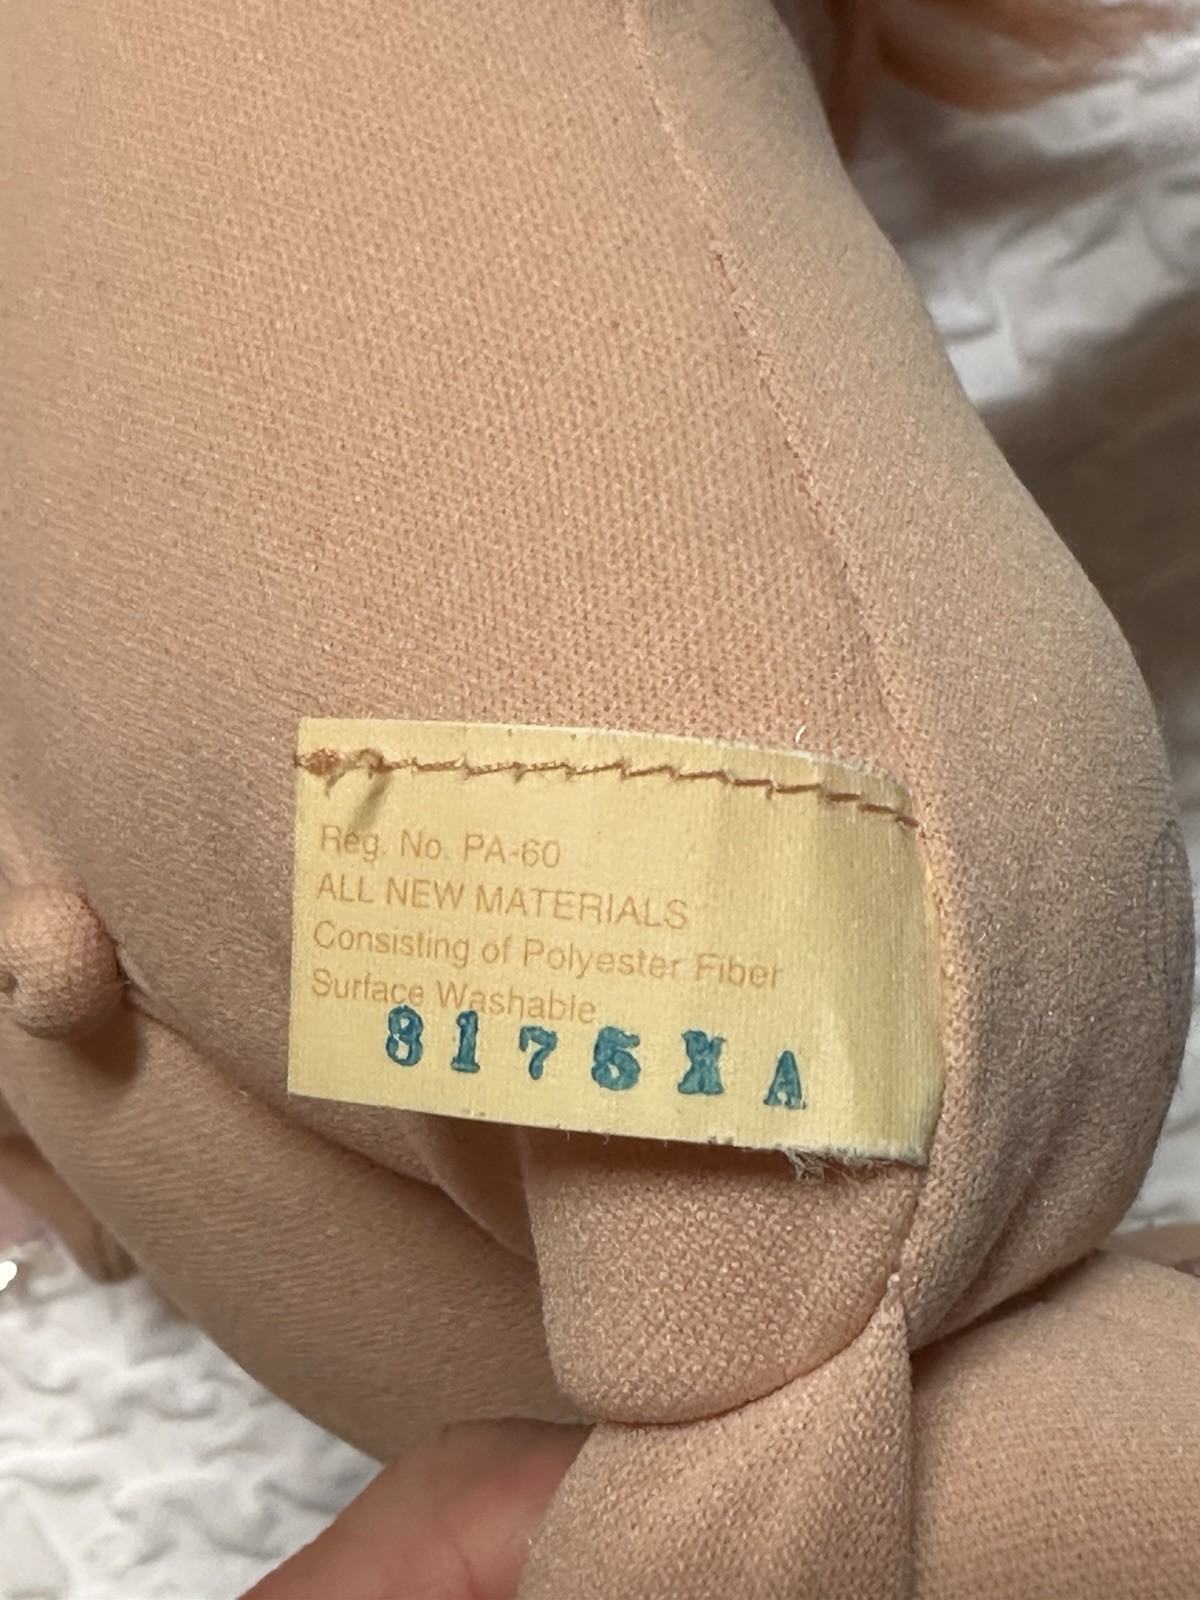 Reg. No. PA-60
ALL NEW MATERIALS
Consisting of Polyester Fiber
Surface Washable
8175XA